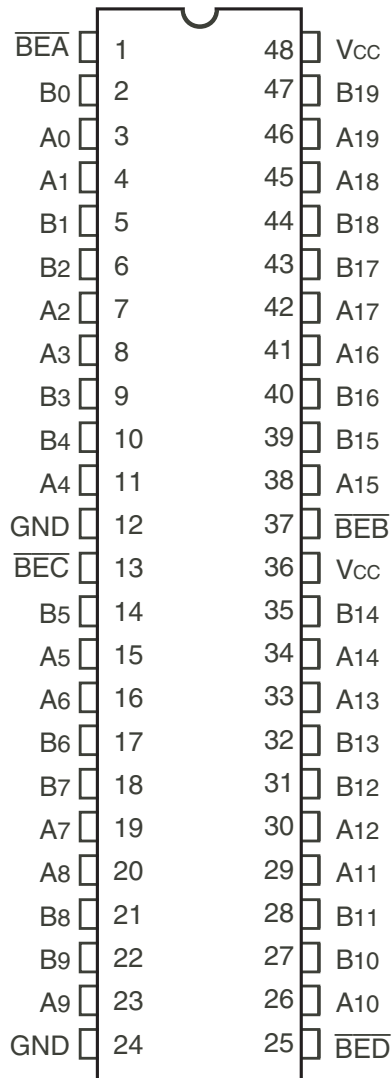 B̅E̅A̅ 1 48 VCC
B0 2 47 B19
A0 3 46 A19
A1 4 45 A18
B1 5 44 B18
B2 6 43 B17
A2 7 42 A17
A3 8 41 A16
B3 9 40 B16
B4 10 39 B15
A4 11 38 A15
GND 12 37 B̅E̅B̅
B̅E̅C̅ 13 36 VCC
B5 14 35 B14
A5 15 34 A14
A6 16 33 A13
B6 17 32 B13
B7 18 31 B12
A7 19 30 A12
A8 20 29 A11
B8 21 28 B11
B9 22 27 B10
A9 23 26 A10
GND 24 25 B̅E̅D̅